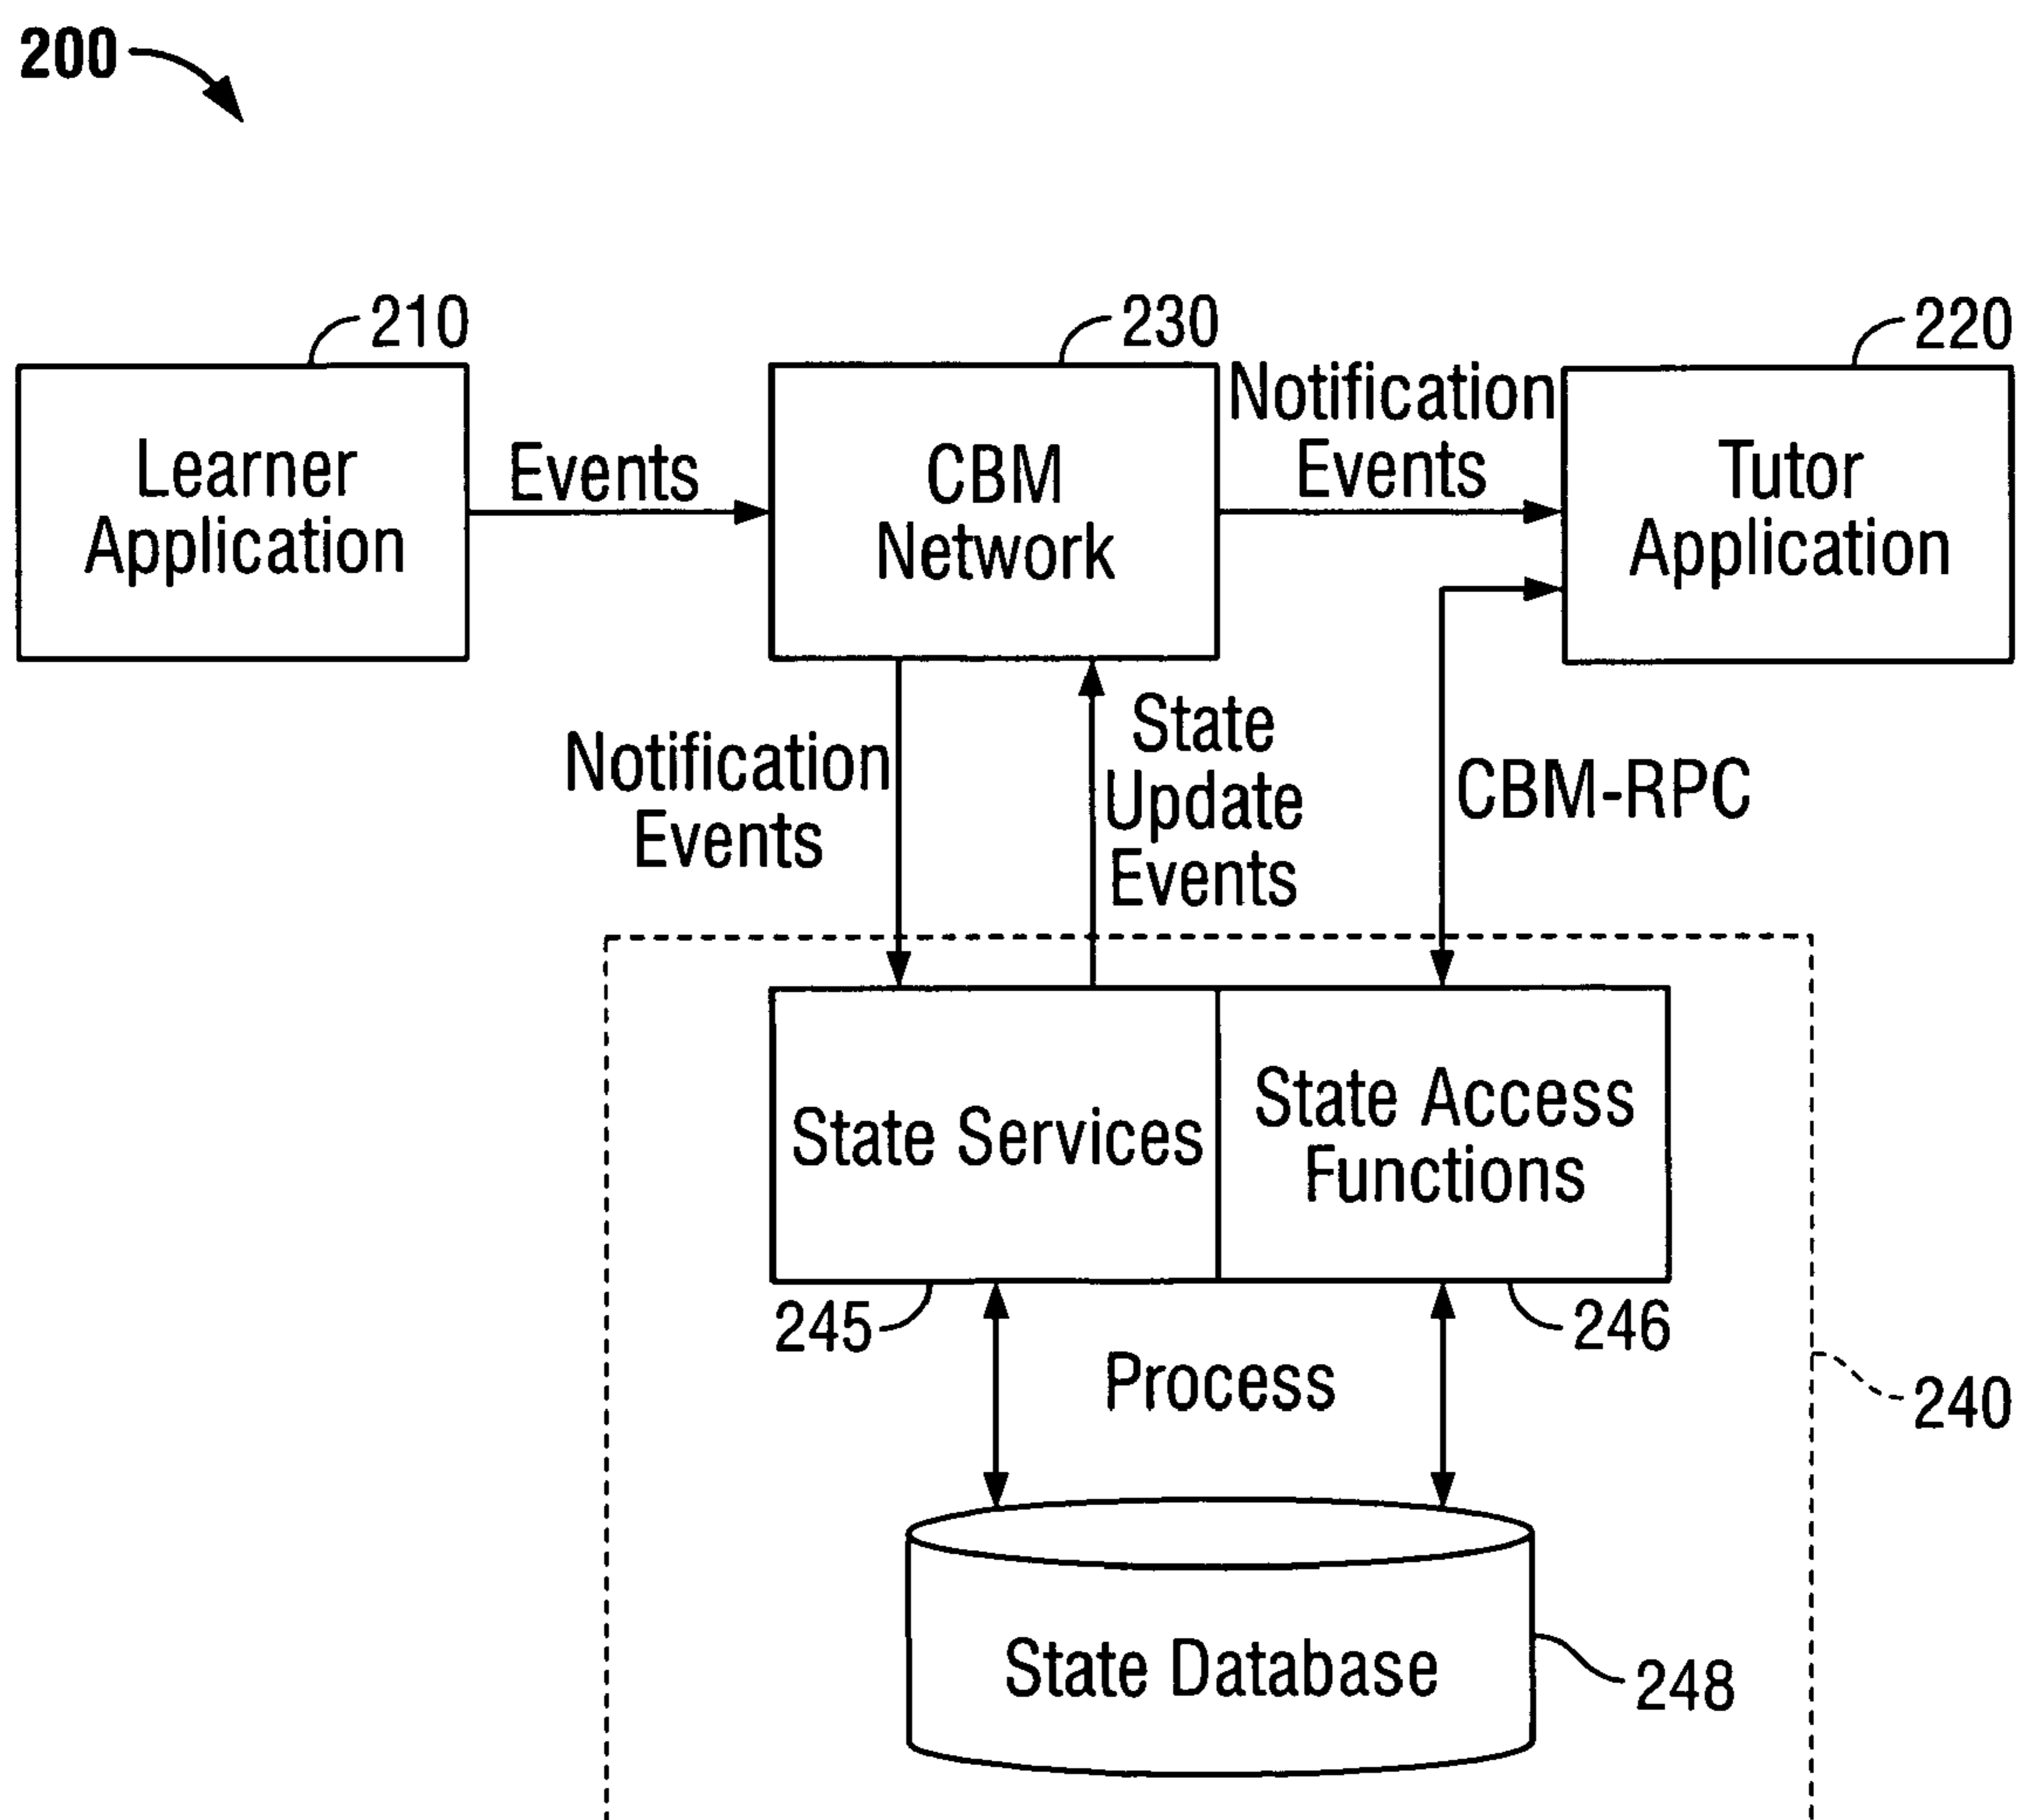 200
210
230
220
Learner
Application
Events
CBM
Network
Notification
Events
Tutor
Application
Notification
Events
State
Update
Events
CBM-RPC
State Services
State Access
Functions
245
246
Process
240
State Database
248